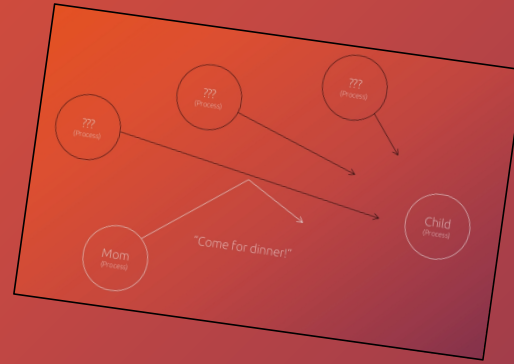 ???
(Process)
???
(Process)
???
(Process)
Child
(Process)
"Come for dinner!"
Mom
(Process)